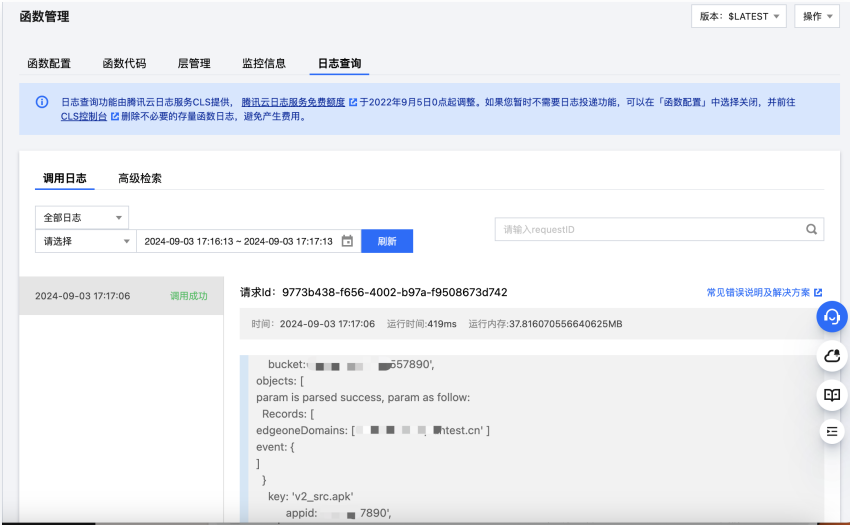 函数管理
版本：$LATEST
操作
函数配置
函数代码
层管理
监控信息
日志查询
日志查询功能由腾讯云日志服务CLS提供，腾讯云日志服务免费额度 于2022年9月5日0点起调整。如果您暂时不需要日志投递功能，可以在「函数配置」中选择关闭，并前往
CLS控制台 删除不必要的存量函数日志，避免产生费用。
调用日志
高级检索
全部日志
请选择
2024-09-03 17:16:13 ~ 2024-09-03 17:17:13
刷新
请输入requestID
2024-09-03 17:17:06
调用成功
请求Id：9773b438-f656-4002-b97a-f9508673d742
常见错误说明及解决方案
时间：2024-09-03 17:17:06 运行时间:419ms 运行内存:37.816070556640625MB
bucket: 557890',
objects: [
param is parsed success, param as follow:
Records: [
edgeoneDomains: [ ntest.cn' ]
event: {
]
}
key: 'v2_src.apk'
appid: 7890',